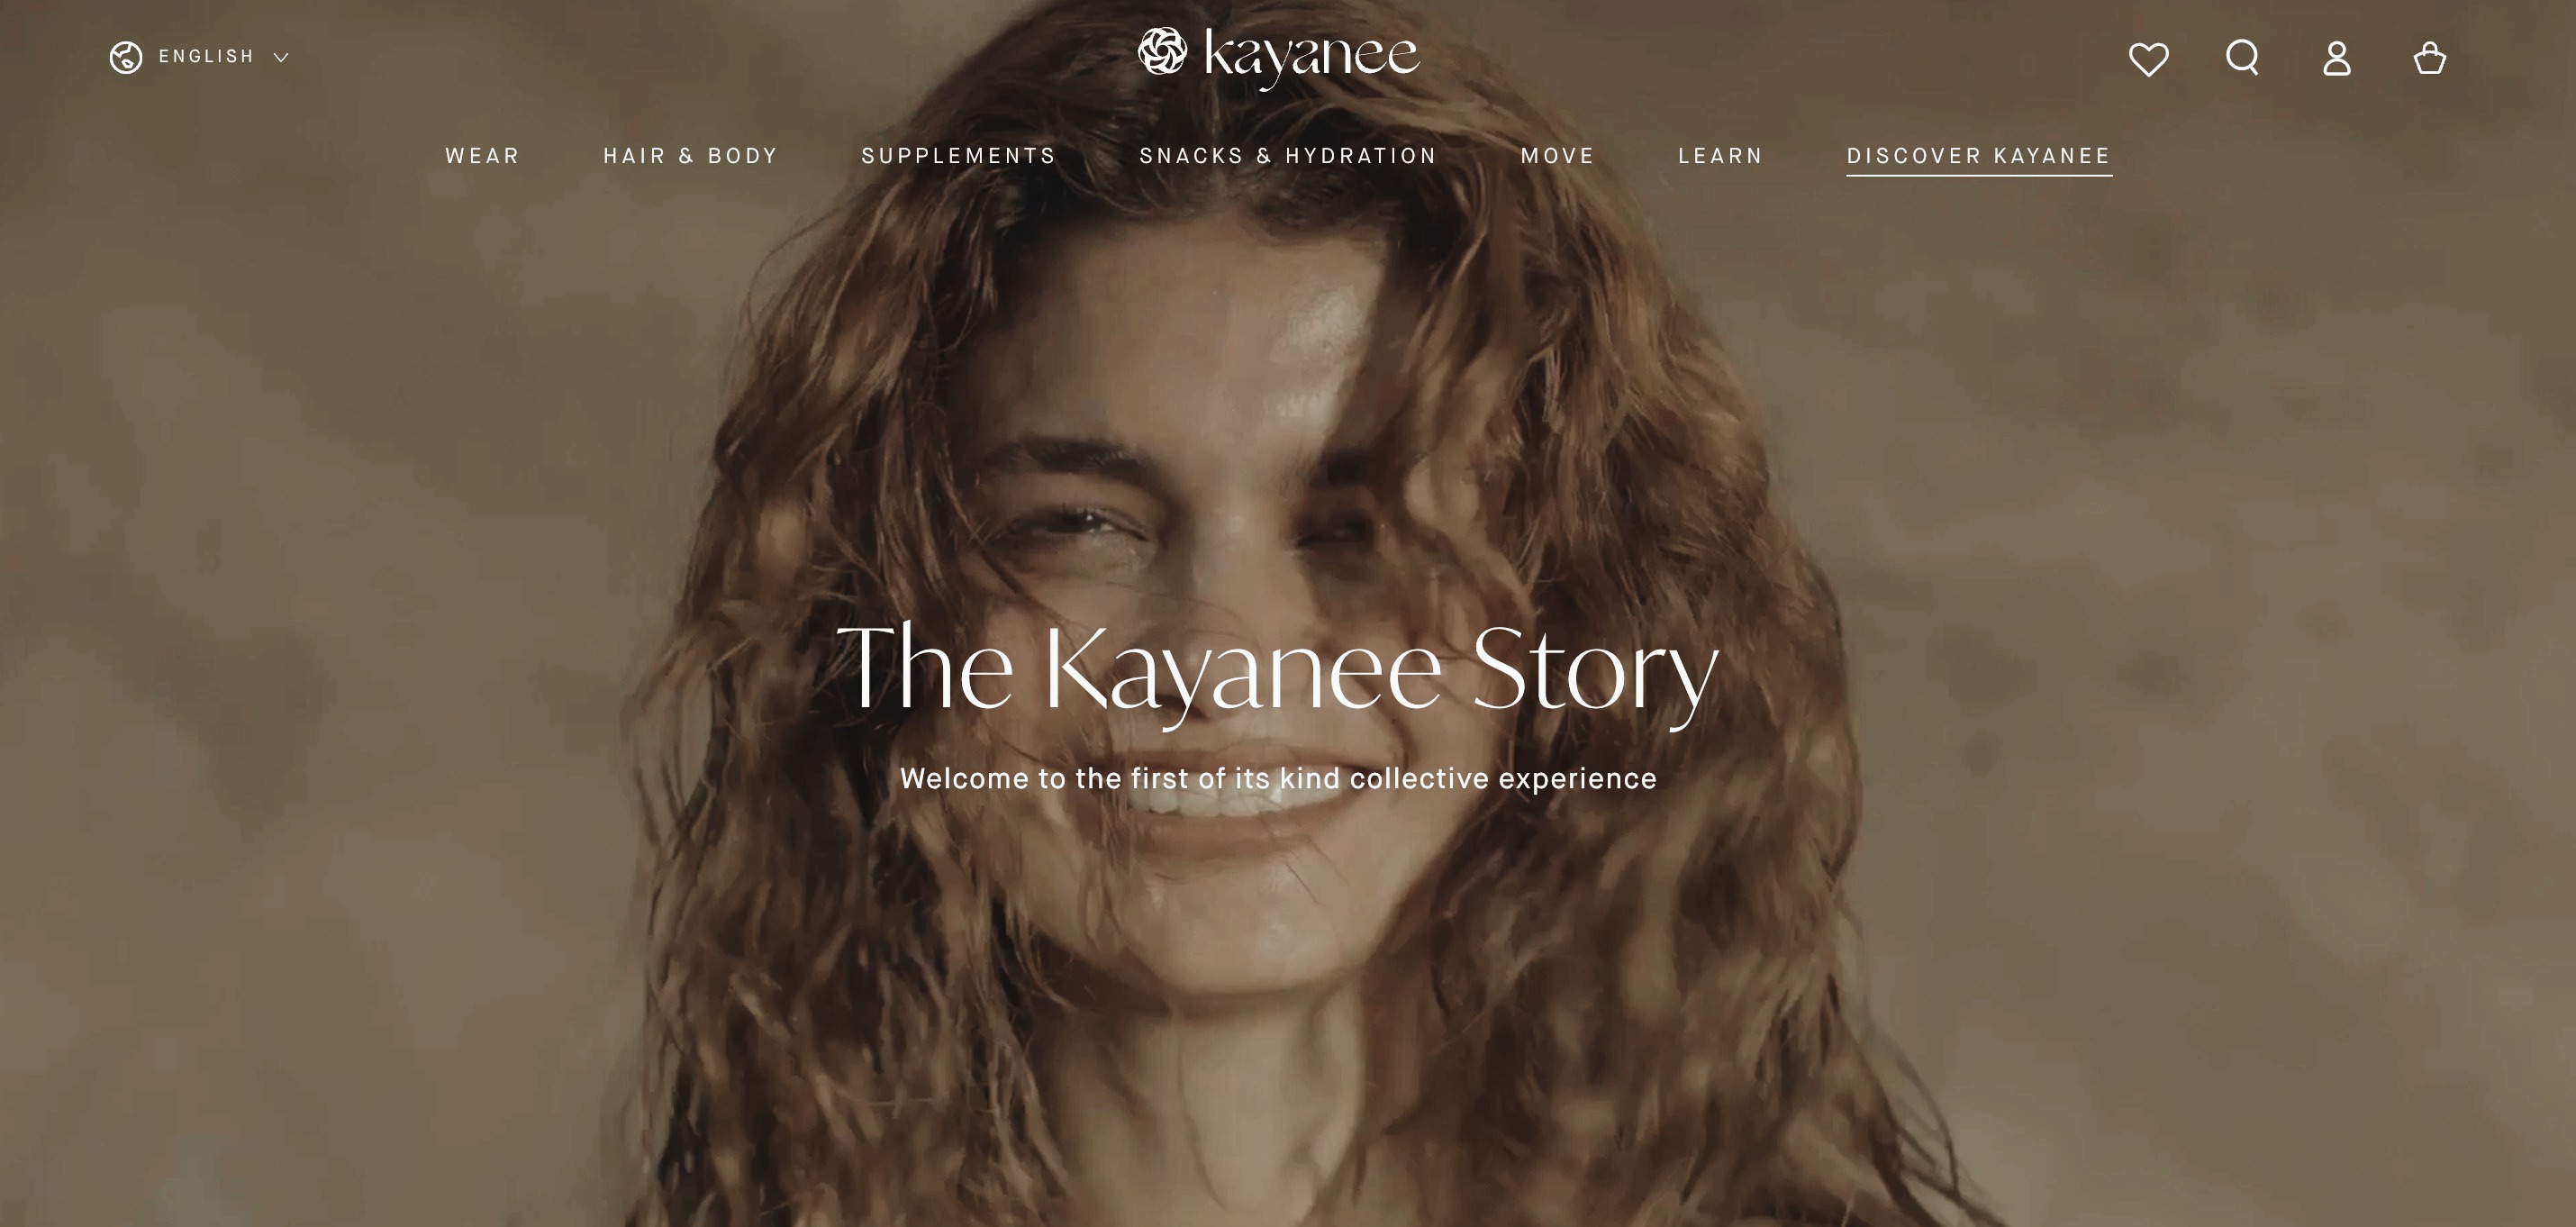 ENGLISH
kayanee
WEAR HAIR & BODY SUPPLEMENTS SNACKS & HYDRATION MOVE LEARN DISCOVER KAYANEE
The Kayanee Story
Welcome to the first of its kind collective experience